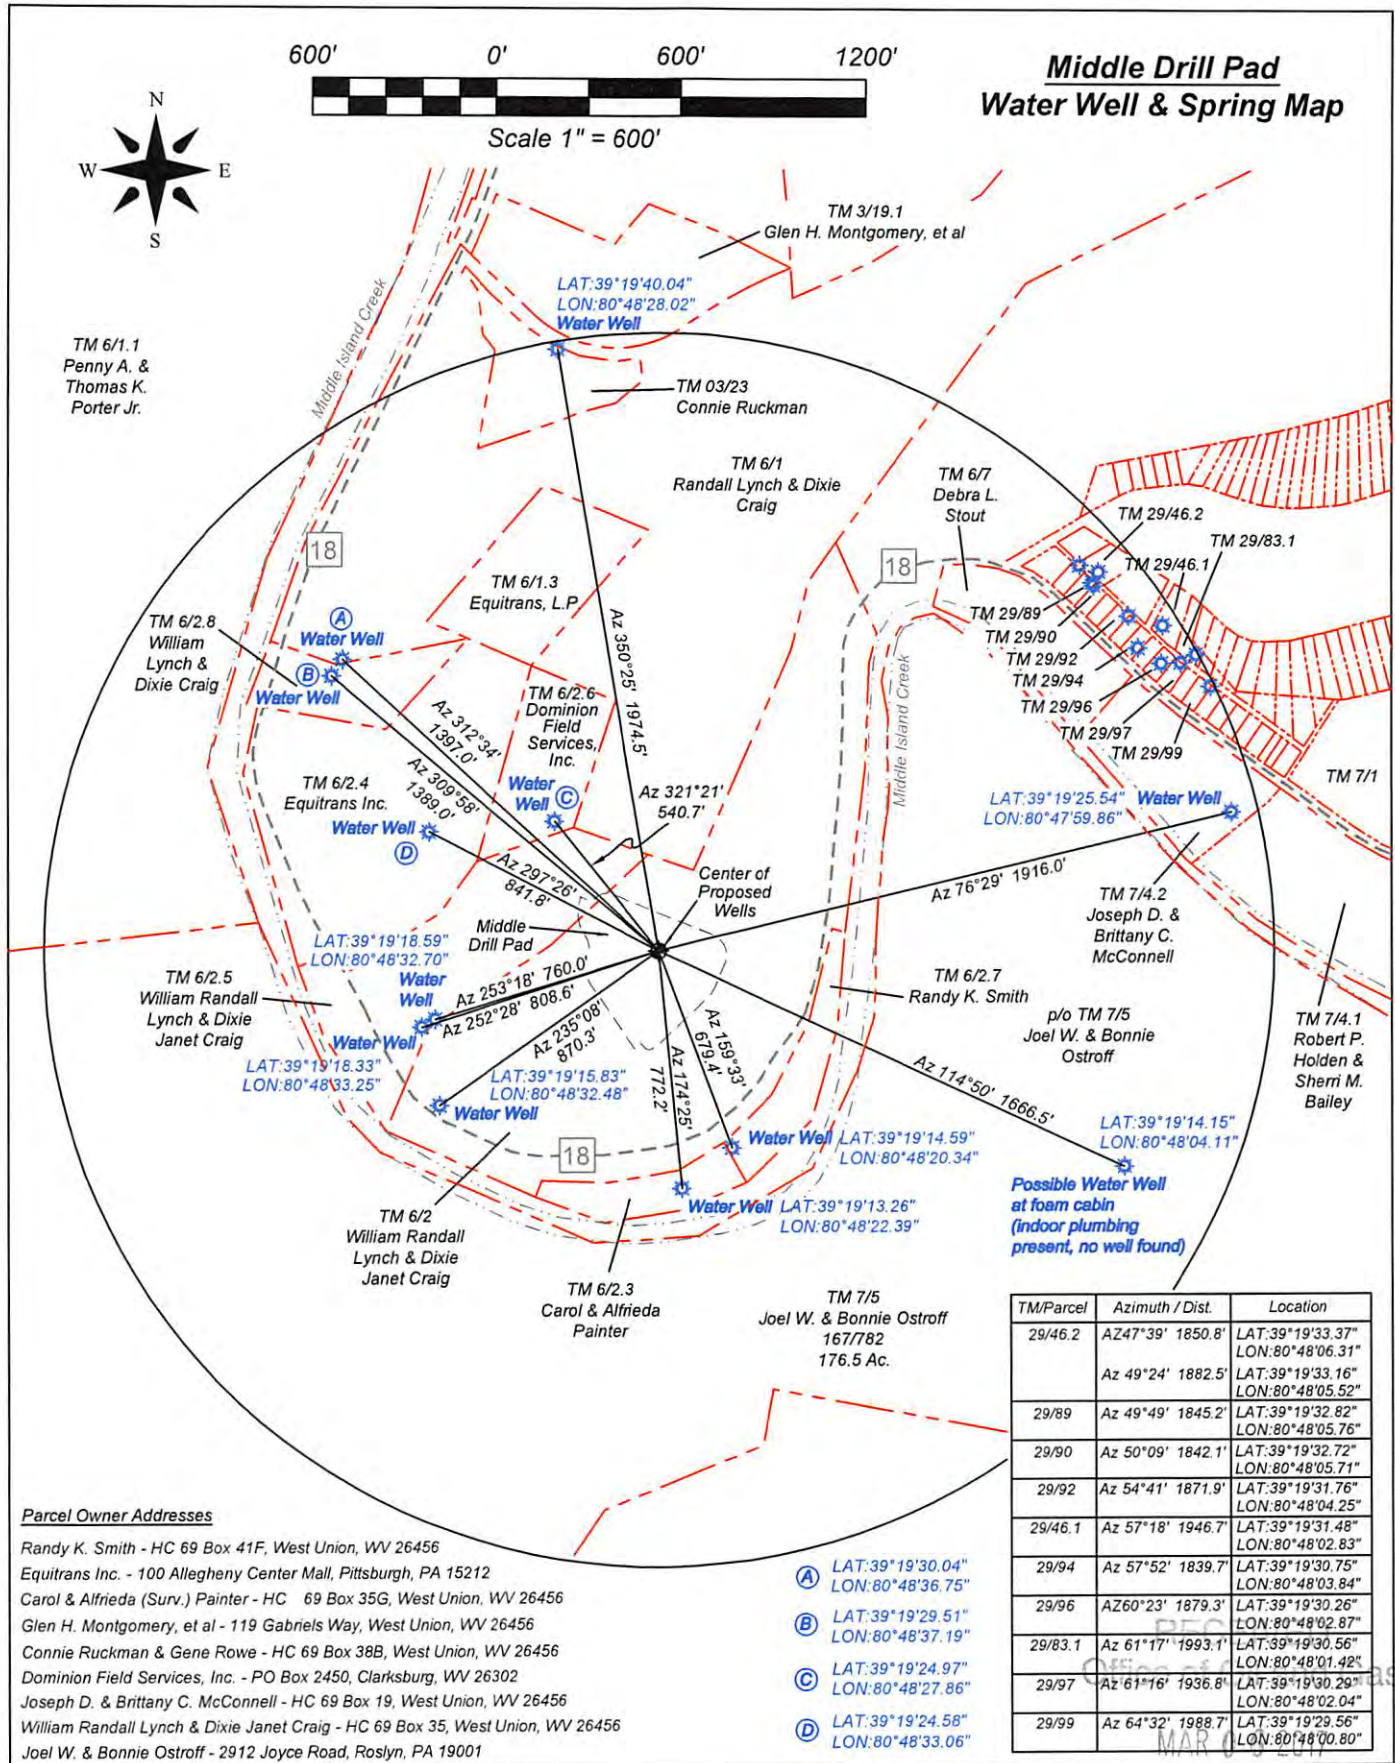 Middle Drill Pad
Water Well & Spring Map
600' 0' 600' 1200'
Scale 1" = 600'
N
W E
S
TM 3/19.1
Glen H. Montgomery, et al
LAT:39°19'40.04"
LON:80°48'28.02"
Water Well
Middle Island Creek
TM 6/1.1
Penny A. &
Thomas K.
Porter Jr.
TM 03/23
Connie Ruckman
TM 6/1
Randall Lynch & Dixie
Craig
TM 6/7
Debra L.
Stout
TM 29/46.2
TM 29/83.1
TM 29/46.1
18
18
TM 6/1.3
Equitrans, L.P
TM 29/89
TM 29/90
TM 29/92
TM 29/94
TM 29/96
TM 29/97
TM 29/99
TM 7/1
TM 6/2.8
William
Lynch &
Dixie Craig
A
Water Well
B
Water Well
Az 350°25' 1974.5'
Az 312°34'
1397.0'
Az 309°58'
1389.0'
TM 6/2.6
Dominion
Field
Services,
Inc.
Water
Well
C
Az 321°21'
540.7'
Middle Island Creek
TM 6/2.4
Equitrans Inc.
Water Well
D
Az 297°26'
841.8'
LAT:39°19'25.54"
LON:80°47'59.86"
Water Well
Az 76°29' 1916.0'
Center of
Proposed
Wells
Middle
Drill Pad
TM 7/4.2
Joseph D. &
Brittany C.
McConnell
LAT:39°19'18.59"
LON:80°48'32.70"
Water
Well
Az 253°18' 760.0'
Az 252°28' 808.6'
TM 6/2.5
William Randall
Lynch & Dixie
Janet Craig
Water Well
LAT:39°19'18.33"
LON:80°48'33.25"
Az 235°08'
870.3'
LAT:39°19'15.83"
LON:80°48'32.48"
Water Well
Az 174°25'
772.2'
Az 159°33'
679.4'
TM 6/2.7
Randy K. Smith
p/o TM 7/5
Joel W. & Bonnie
Ostroff
TM 7/4.1
Robert P.
Holden &
Sherri M.
Bailey
Az 114°50' 1666.5'
LAT:39°19'14.15"
LON:80°48'04.11"
Possible Water Well
at foam cabin
(indoor plumbing
present, no well found)
Water Well
LAT:39°19'14.59"
LON:80°48'20.34"
Water Well
LAT:39°19'13.26"
LON:80°48'22.39"
18
TM 6/2
William Randall
Lynch & Dixie
Janet Craig
TM 6/2.3
Carol & Alfrieda
Painter
TM 7/5
Joel W. & Bonnie Ostroff
167/782
176.5 Ac.
TM/Parcel Azimuth / Dist. Location
29/46.2 AZ47°39' 1850.8' LAT:39°19'33.37"
LON:80°48'06.31"
Az 49°24' 1882.5' LAT:39°19'33.16"
LON:80°48'05.52"
29/89 Az 49°49' 1845.2' LAT:39°19'32.82"
LON:80°48'05.76"
29/90 Az 50°09' 1842.1' LAT:39°19'32.72"
LON:80°48'05.71"
29/92 Az 54°41' 1871.9' LAT:39°19'31.76"
LON:80°48'04.25"
29/46.1 Az 57°18' 1946.7' LAT:39°19'31.48"
LON:80°48'02.83"
29/94 Az 57°52' 1839.7' LAT:39°19'30.75"
LON:80°48'03.84"
29/96 AZ60°23' 1879.3' LAT:39°19'30.26"
LON:80°48'02.87"
29/83.1 Az 61°17' 1993.1' LAT:39°19'30.56"
LON:80°48'01.42"
29/97 Az 61°16' 1936.8' LAT:39°19'30.29"
LON:80°48'02.04"
29/99 Az 64°32' 1988.7' LAT:39°19'29.56"
LON:80°48'00.80"
Office of Oil and Gas
Parcel Owner Addresses
Randy K. Smith - HC 69 Box 41F, West Union, WV 26456
Equitrans Inc. - 100 Allegheny Center Mall, Pittsburgh, PA 15212
Carol & Alfrieda (Surv.) Painter - HC 69 Box 35G, West Union, WV 26456
Glen H. Montgomery, et al - 119 Gabriels Way, West Union, WV 26456
Connie Ruckman & Gene Rowe - HC 69 Box 38B, West Union, WV 26456
Dominion Field Services, Inc. - PO Box 2450, Clarksburg, WV 26302
Joseph D. & Brittany C. McConnell - HC 69 Box 19, West Union, WV 26456
William Randall Lynch & Dixie Janet Craig - HC 69 Box 35, West Union, WV 26456
Joel W. & Bonnie Ostroff - 2912 Joyce Road, Roslyn, PA 19001
A LAT:39°19'30.04"
LON:80°48'36.75"
B LAT:39°19'29.51"
LON:80°48'37.19"
C LAT:39°19'24.97"
LON:80°48'27.86"
D LAT:39°19'24.58"
LON:80°48'33.06"